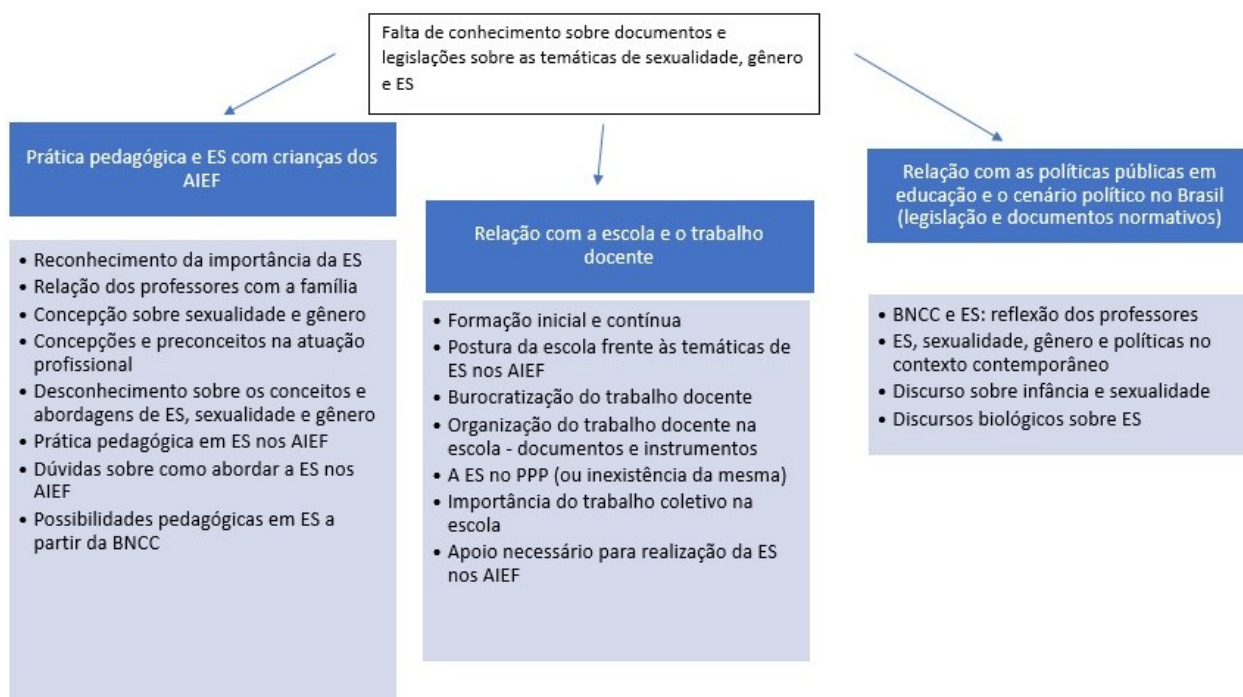 Falta de conhecimento sobre documentos e
legislações sobre as temáticas de sexualidade, gênero
e ES
Prática pedagógica e ES com crianças dos
AIEF
• Reconhecimento da importância da ES
• Relação dos professores com a família
• Concepção sobre sexualidade e gênero
• Concepções e preconceitos na atuação
profissional
• Desconhecimento sobre os conceitos e
abordagens de ES, sexualidade e gênero
• Prática pedagógica em ES nos AIEF
• Dúvidas sobre como abordar a ES nos
AIEF
• Possibilidades pedagógicas em ES a
partir da BNCC
Relação com a escola e o trabalho
docente
• Formação inicial e contínua
• Postura da escola frente às temáticas de
ES nos AIEF
• Burocratização do trabalho docente
• Organização do trabalho docente na
escola - documentos e instrumentos
• A ES no PPP (ou inexistência da mesma)
• Importância do trabalho coletivo na
escola
• Apoio necessário para realização da ES
nos AIEF
Relação com as políticas públicas em
educação e o cenário político no Brasil
(legislação e documentos normativos)
• BNCC e ES: reflexão dos professores
• ES, sexualidade, gênero e políticas no
contexto contemporâneo
• Discurso sobre infância e sexualidade
• Discursos biológicos sobre ES